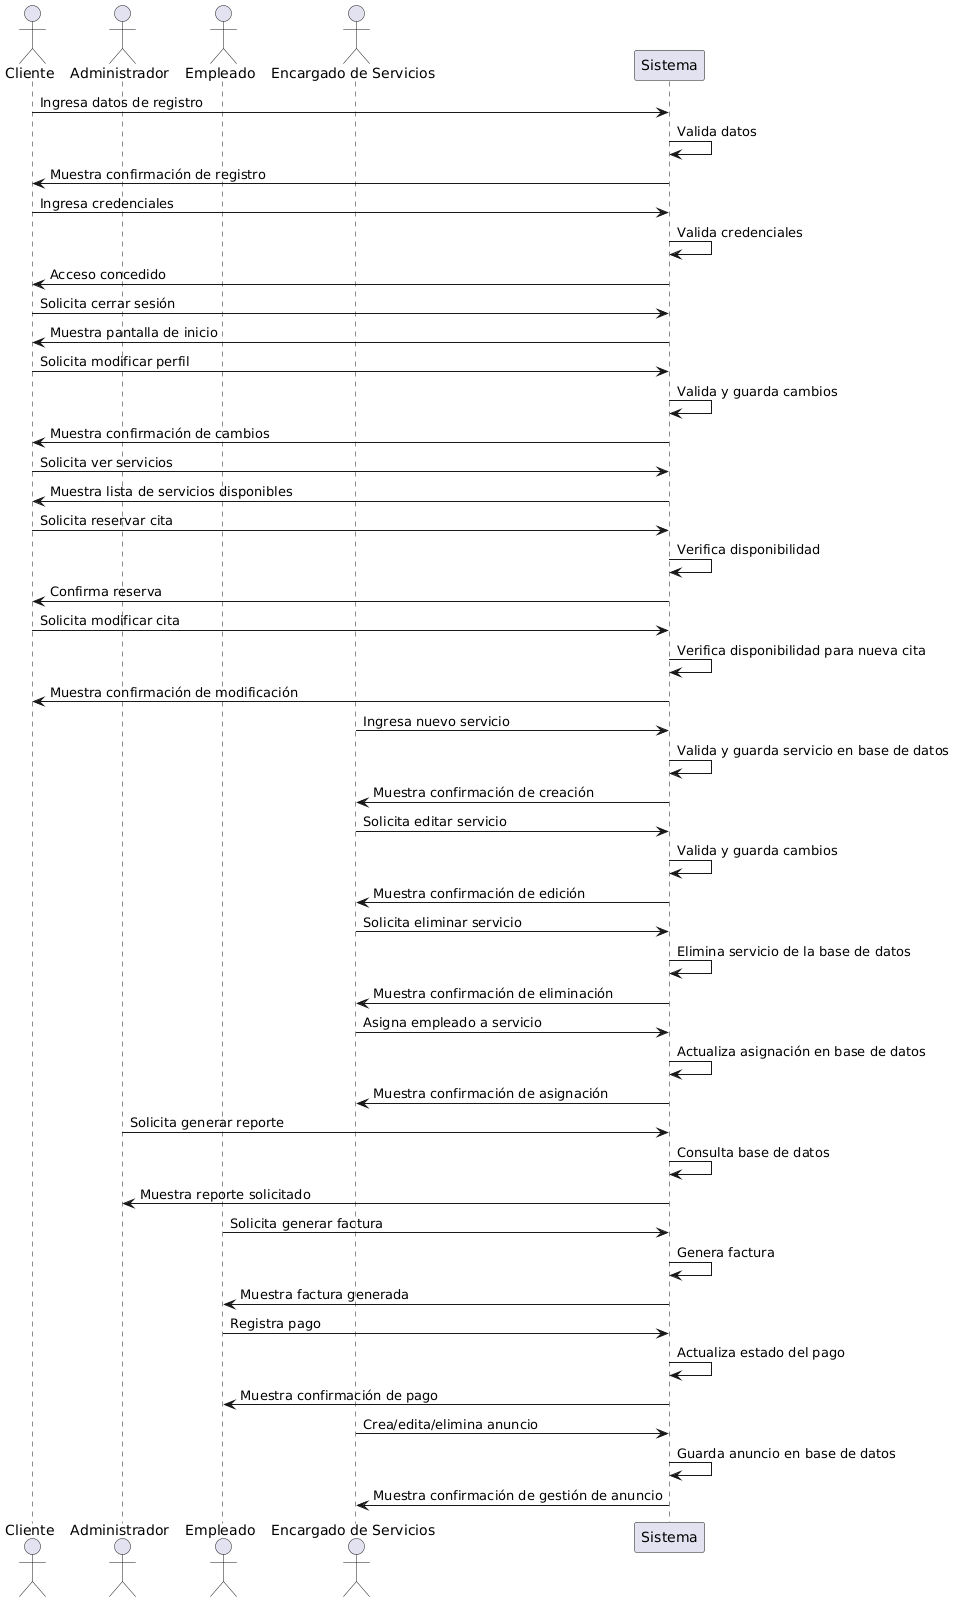 Cliente Administrador Empleado Encargado de Servicios Sistema
Ingresa datos de registro
Valida datos
Muestra confirmación de registro
Ingresa credenciales
Valida credenciales
Acceso concedido
Solicita cerrar sesión
Muestra pantalla de inicio
Solicita modificar perfil
Valida y guarda cambios
Muestra confirmación de cambios
Solicita ver servicios
Muestra lista de servicios disponibles
Solicita reservar cita
Verifica disponibilidad
Confirma reserva
Solicita modificar cita
Verifica disponibilidad para nueva cita
Muestra confirmación de modificación
Ingresa nuevo servicio
Valida y guarda servicio en base de datos
Muestra confirmación de creación
Solicita editar servicio
Valida y guarda cambios
Muestra confirmación de edición
Solicita eliminar servicio
Elimina servicio de la base de datos
Muestra confirmación de eliminación
Asigna empleado a servicio
Actualiza asignación en base de datos
Muestra confirmación de asignación
Solicita generar reporte
Consulta base de datos
Muestra reporte solicitado
Solicita generar factura
Genera factura
Muestra factura generada
Registra pago
Actualiza estado del pago
Muestra confirmación de pago
Crea/edita/elimina anuncio
Guarda anuncio en base de datos
Muestra confirmación de gestión de anuncio
Cliente Administrador Empleado Encargado de Servicios Sistema